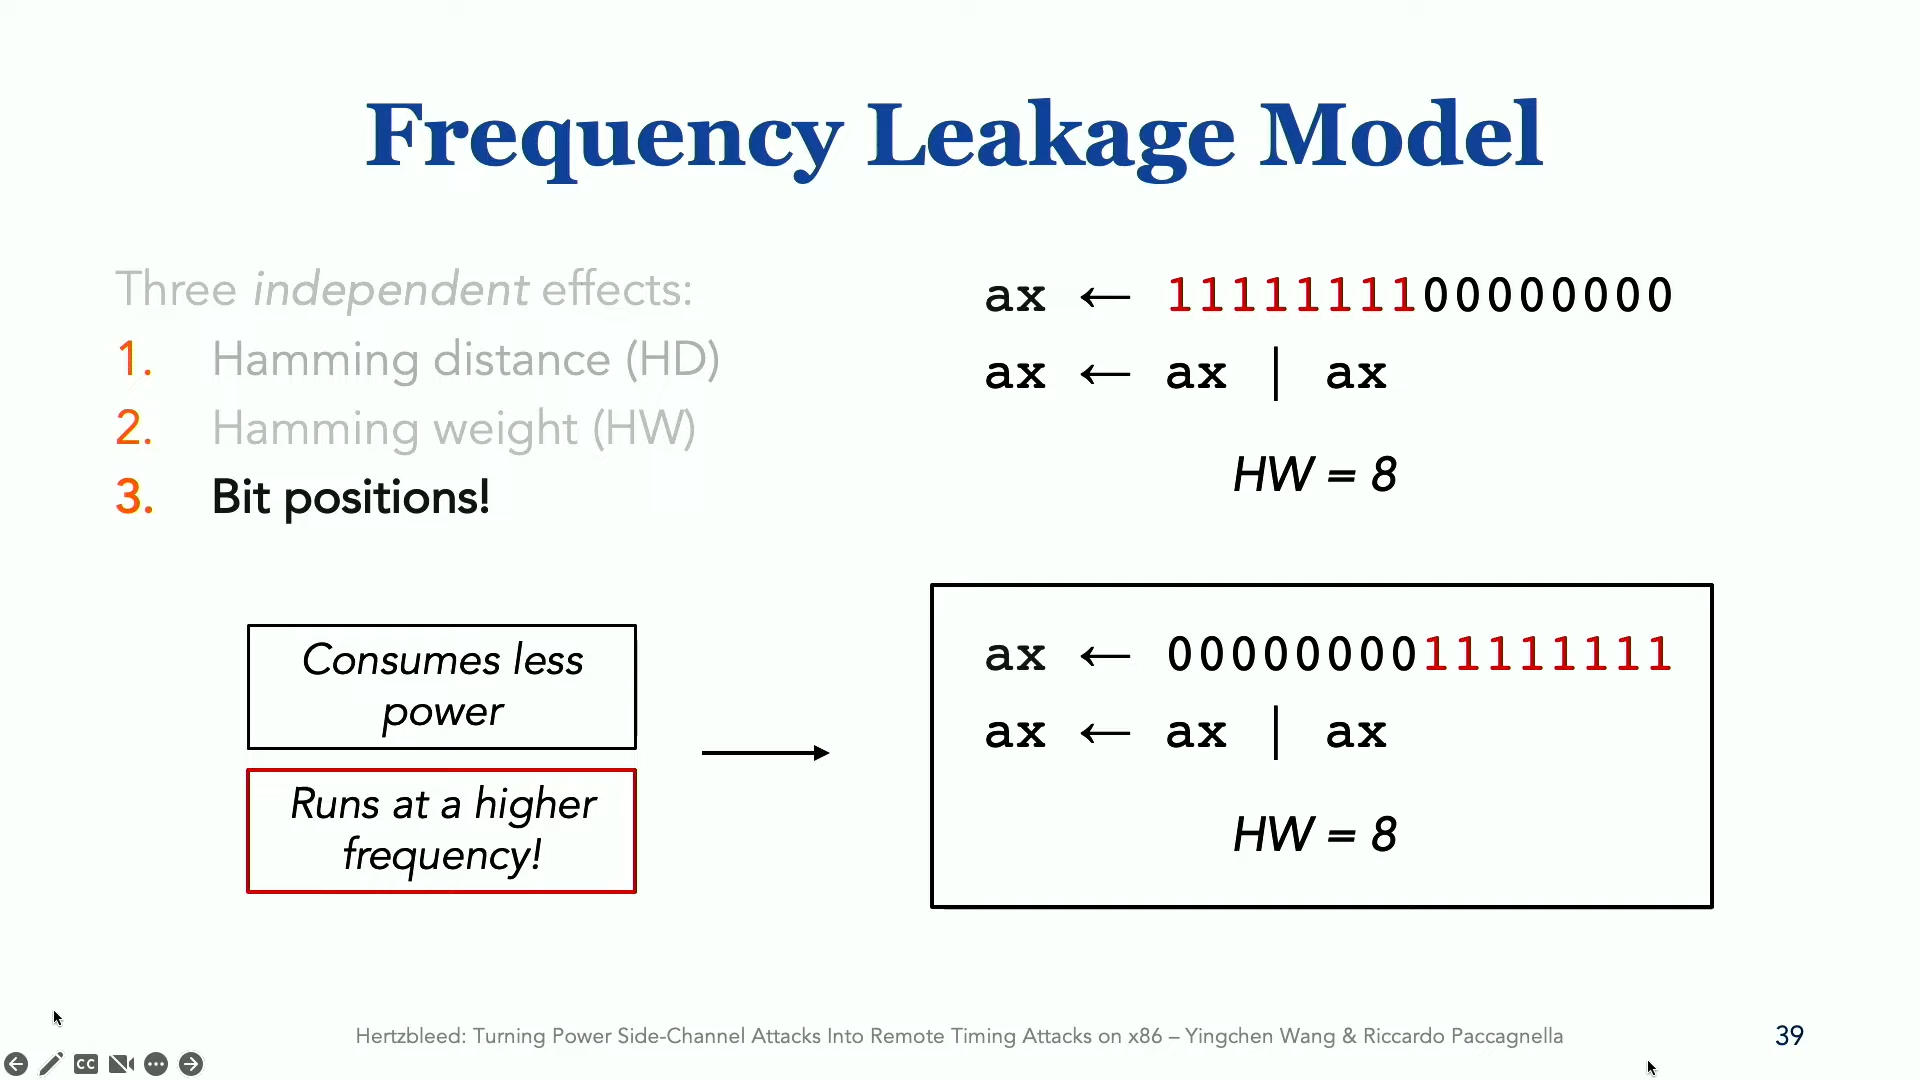 Frequency Leakage Model
Three independent effects:
1. Hamming distance (HD)
2. Hamming weight (HW)
3. Bit positions!
ax ← 1111111100000000
ax ← ax | ax
HW = 8
Consumes less
power
Runs at a higher
frequency!
ax ← 0000000011111111
ax ← ax | ax
HW = 8
Hertzbleed: Turning Power Side-Channel Attacks Into Remote Timing Attacks on x86 – Yingchen Wang & Riccardo Paccagnella
39
CC